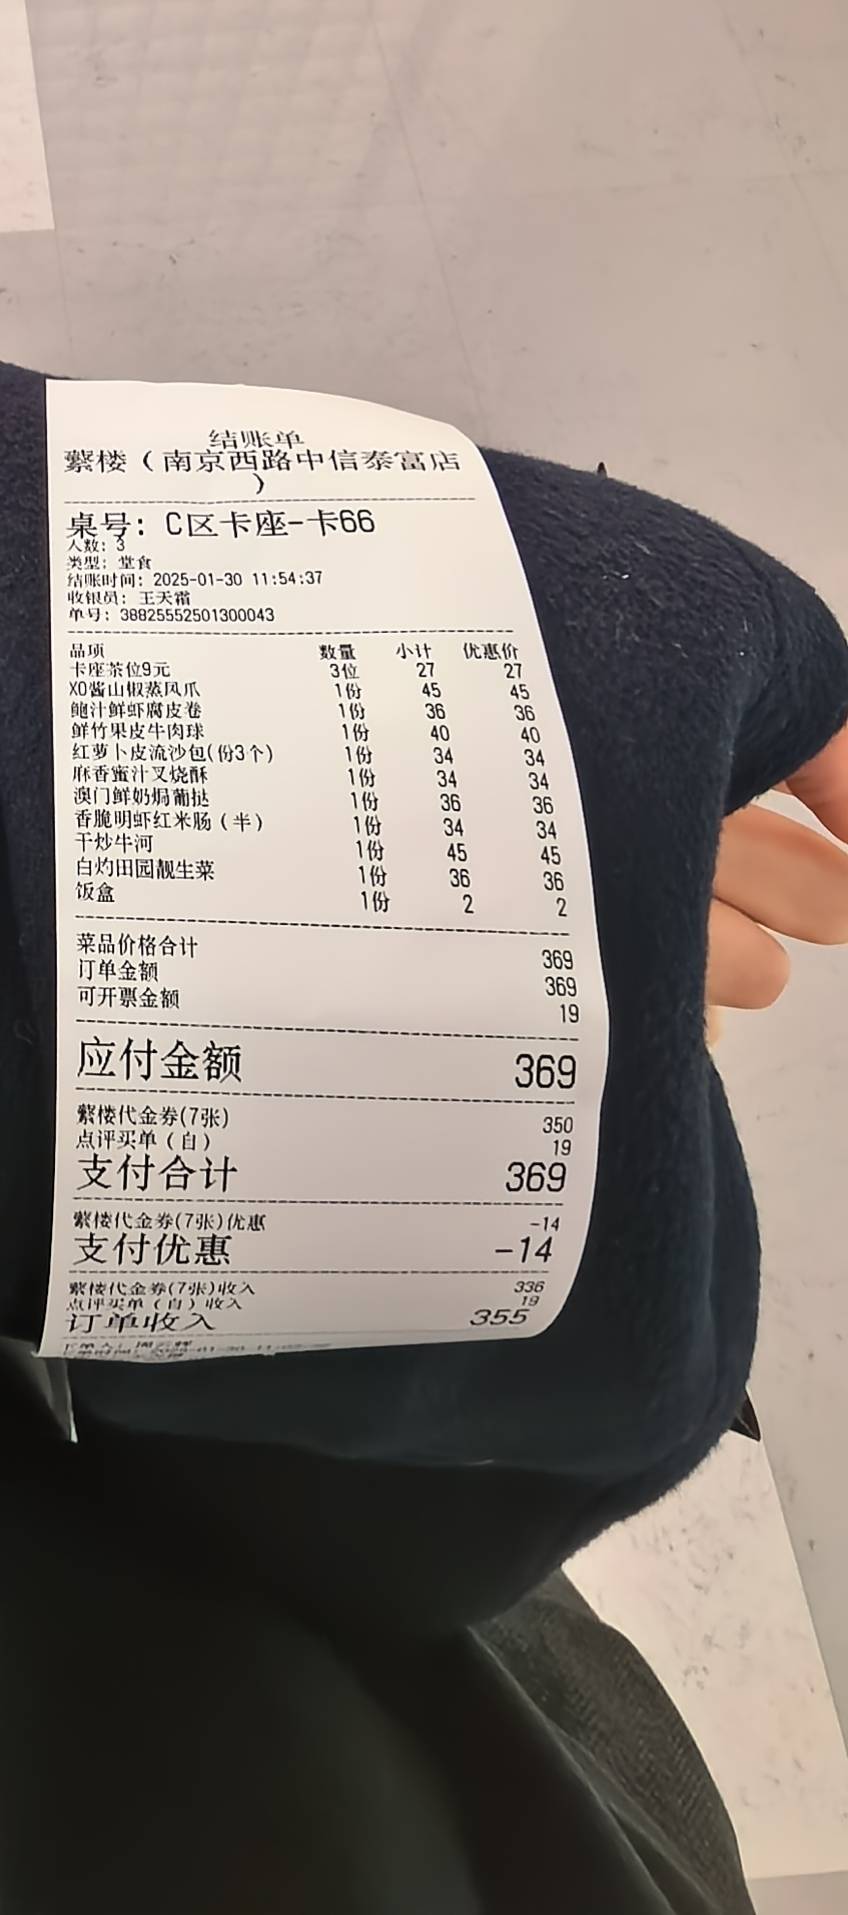 结账单
紫楼（南京西路中信泰富店
）
桌号: C区卡座-卡66
人数: 3
类型: 堂食
结账时间: 2025-01-30 11:54:37
收银员: 王天霜
单号: 38825552501300043
品项 数量 小计 优惠价
卡座茶位9元 3位 27 27
XO酱山椒蒸凤爪 1份 45 45
鲍汁鲜虾腐皮卷 1份 36 36
鲜竹果皮牛肉球 1份 40 40
红萝卜皮流沙包(份3个) 1份 34 34
麻香蜜汁叉烧酥 1份 34 34
澳门鲜奶焗葡挞 1份 36 36
香脆明虾红米肠（半） 1份 34 34
干炒牛河 1份 45 45
白灼田园靓生菜 1份 36 36
饭盒 1份 2 2
菜品价格合计 369
订单金额 369
可开票金额 19
应付金额 369
紫楼代金券(7张) 350
点评买单（自） 19
支付合计 369
紫楼代金券(7张)优惠 -14
支付优惠 -14
紫楼代金券(7张)收入 336
点评买单（自）收入 19
订单收入 355